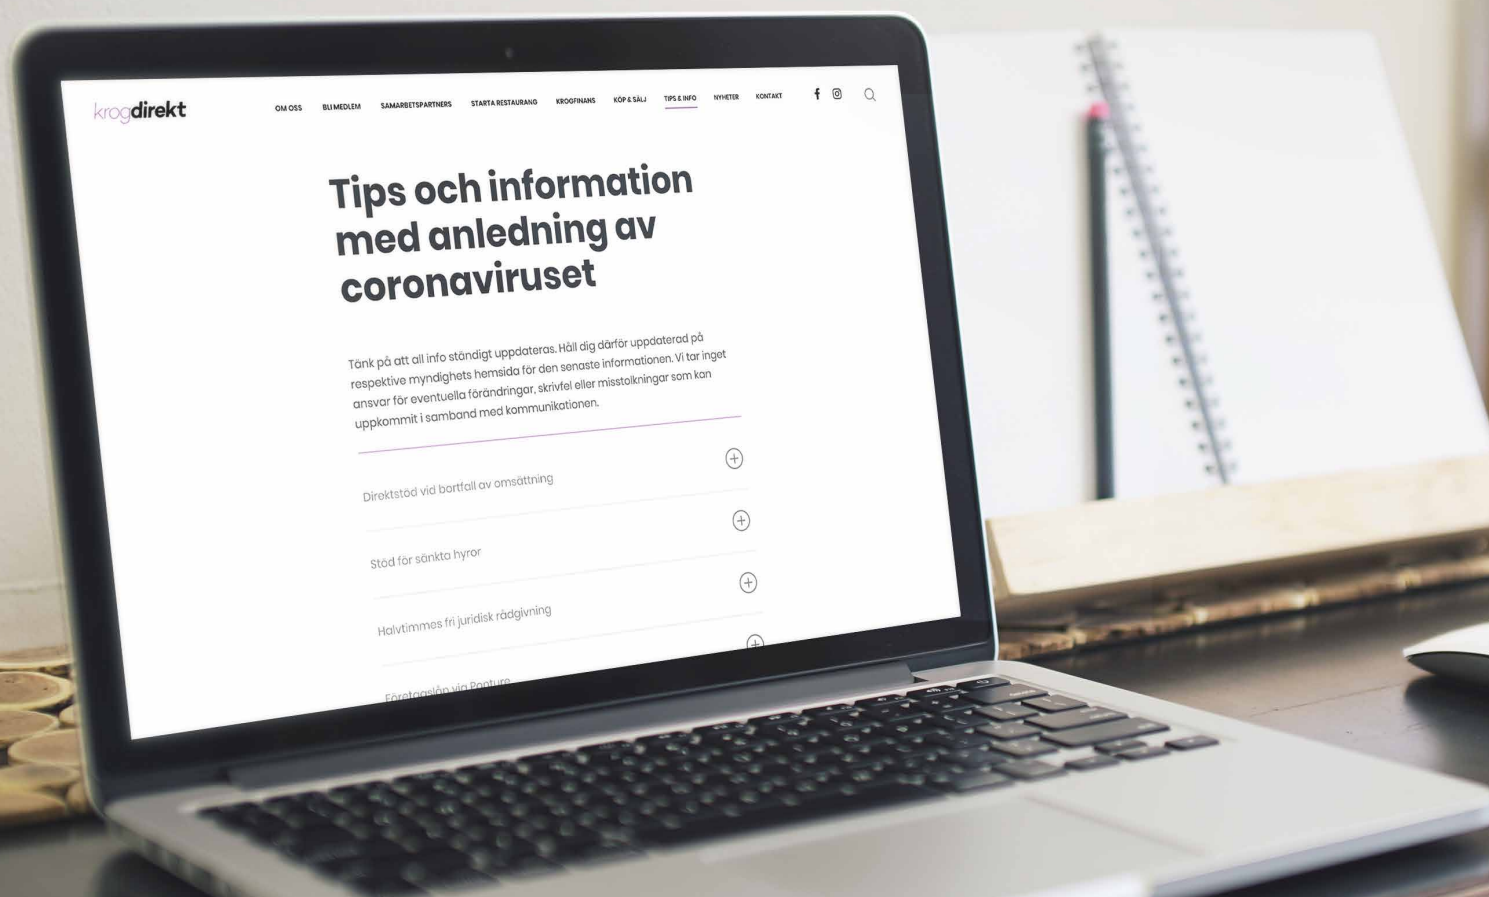 krogdirekt
OM OSS BLI MEDLEM SAMARBETSPARTNERS STARTA RESTAURANG KROGFINANS KÖP & SÄLJ TIPS & INFO NYHETER KONTAKT
Tips och information
med anledning av
coronaviruset
Tänk på att all info ständigt uppdateras. Håll dig därför uppdaterad på
respektive myndighets hemsida för den senaste informationen. Vi tar inget
ansvar för eventuella förändringar, skrivfel eller misstolkningar som kan
uppkommit i samband med kommunikationen.
Direktstöd vid bortfall av omsättning
Stöd för sänkta hyror
Halvtimmes fri juridisk rådgivning
Företagslån via Ponture